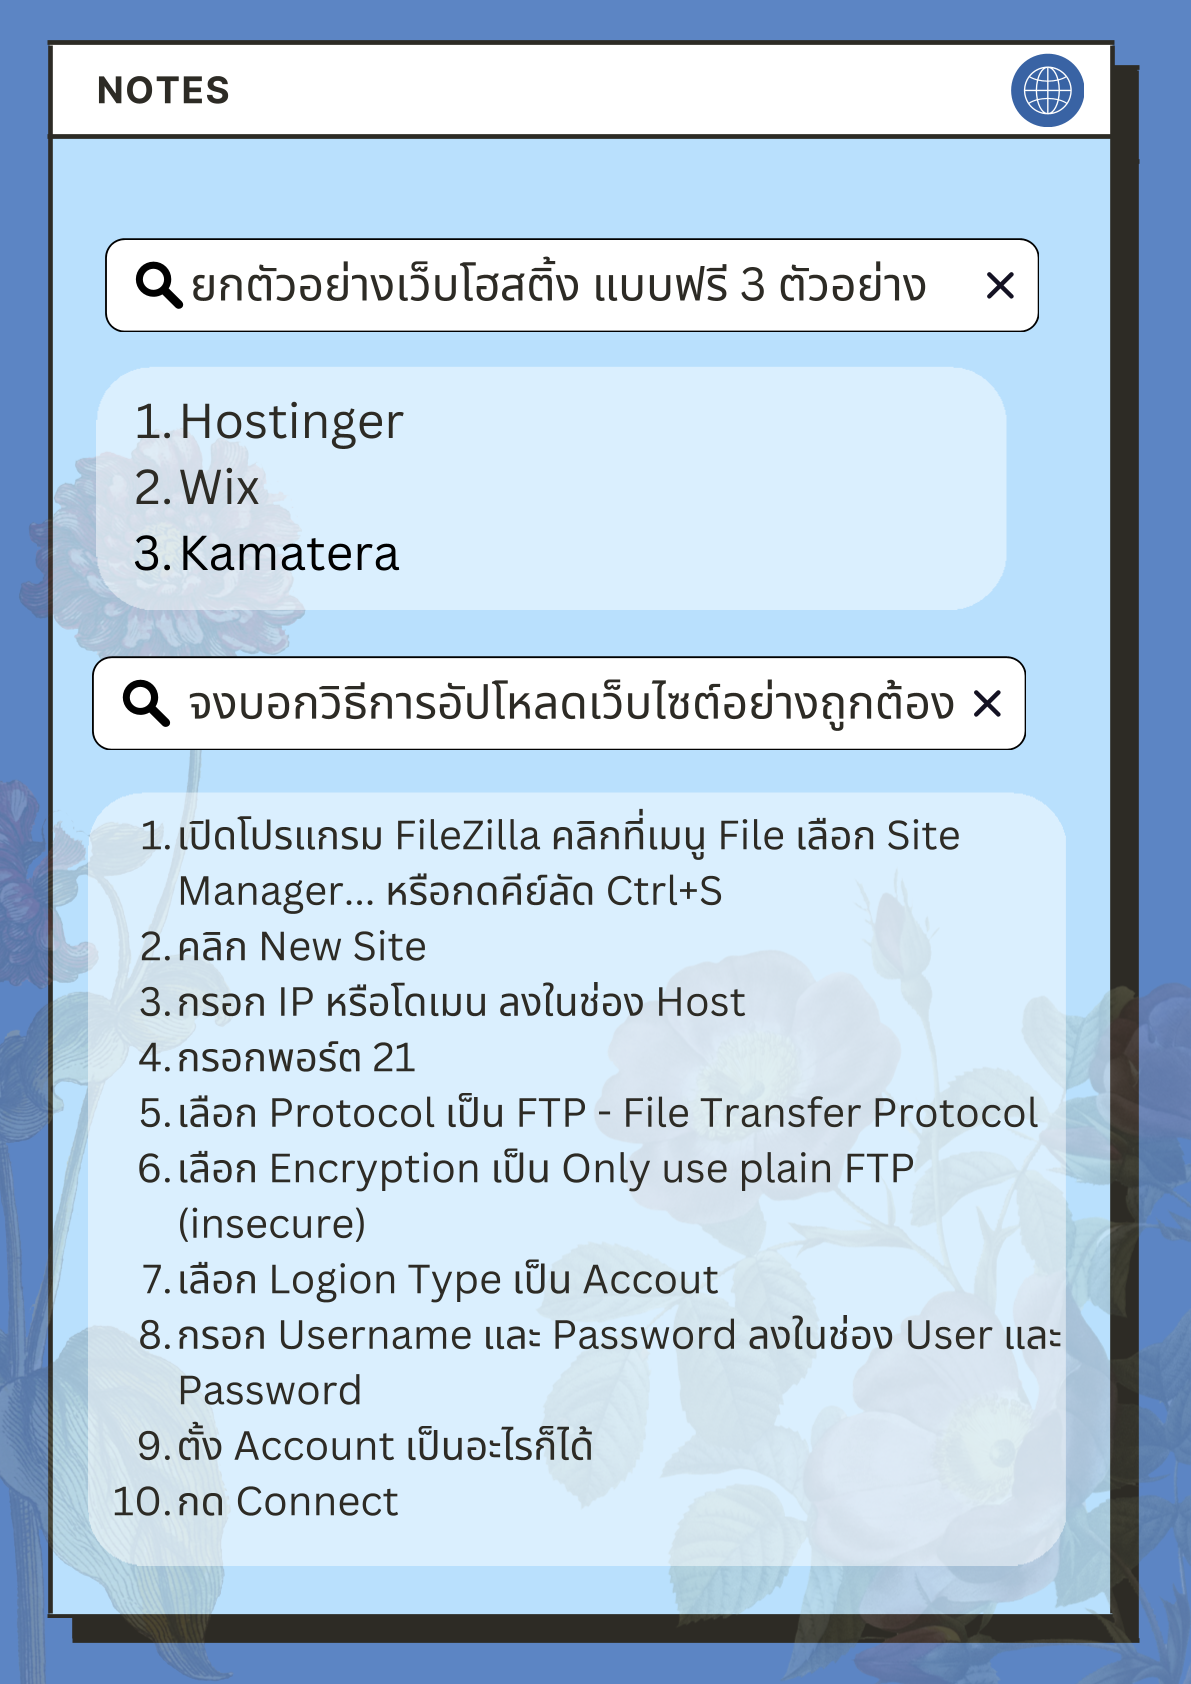 NOTES
ยกตัวอย่างเว็บโฮสติ้ง แบบฟรี 3 ตัวอย่าง
1. Hostinger
2. Wix
3. Kamatera
จงบอกวิธีการอัปโหลดเว็บไซต์อย่างถูกต้อง
1. เปิดโปรแกรม FileZilla คลิกที่เมนู File เลือก Site
Manager... หรือกดคีย์ลัด Ctrl+S
2. คลิก New Site
3. กรอก IP หรือโดเมน ลงในช่อง Host
4. กรอกพอร์ต 21
5. เลือก Protocol เป็น FTP - File Transfer Protocol
6. เลือก Encryption เป็น Only use plain FTP
(insecure)
7. เลือก Logion Type เป็น Accout
8. กรอก Username และ Password ลงในช่อง User และ
Password
9. ตั้ง Account เป็นอะไรก็ได้
10. กด Connect